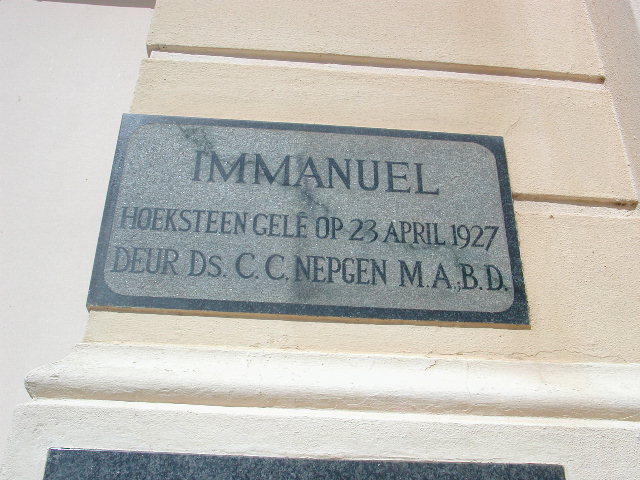 IMMANUEL
HOEKSTEEN GELÊ OP 23 APRIL 1927
DEUR DS. C. C. NEPGEN M.A.,B.D.